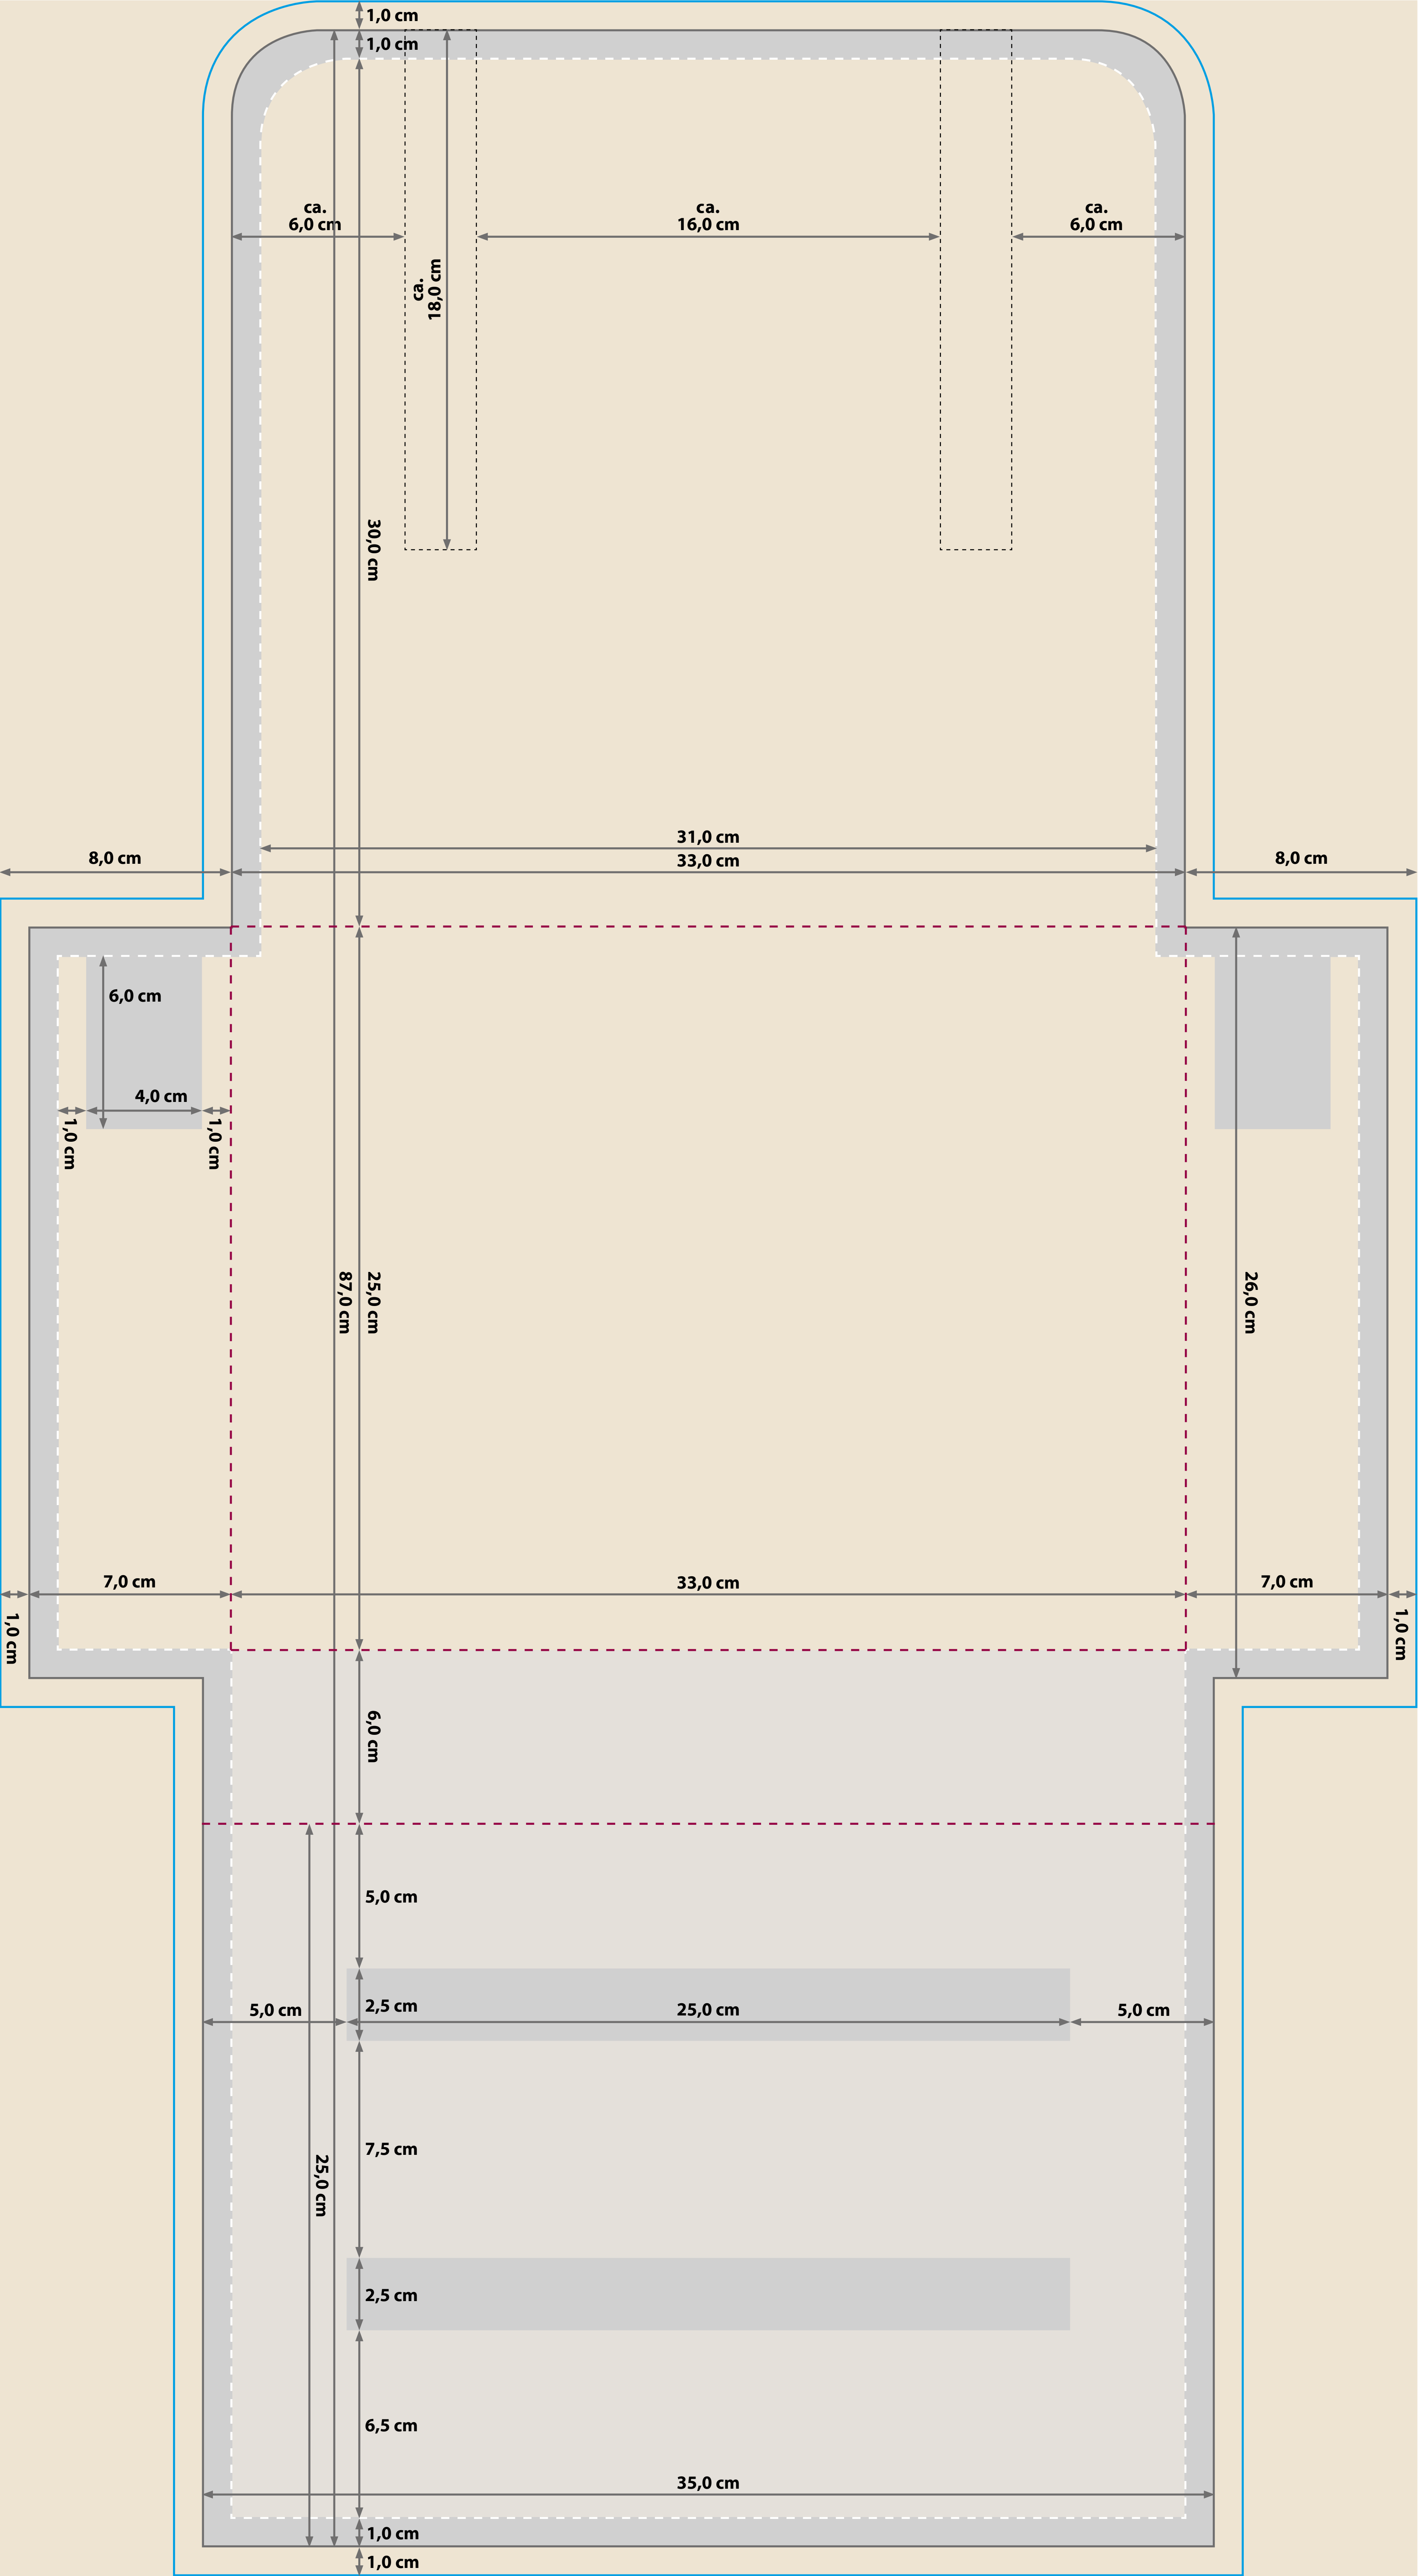 1,0 cm
1,0 cm
ca.
6,0 cm
ca.
16,0 cm
ca.
6,0 cm
ca.
18,0 cm
30,0 cm
31,0 cm
8,0 cm
33,0 cm
8,0 cm
6,0 cm
4,0 cm
1,0 cm
1,0 cm
87,0 cm
25,0 cm
26,0 cm
7,0 cm
33,0 cm
7,0 cm
1,0 cm
1,0 cm
6,0 cm
5,0 cm
2,5 cm
5,0 cm
25,0 cm
5,0 cm
7,5 cm
25,0 cm
2,5 cm
6,5 cm
35,0 cm
1,0 cm
1,0 cm